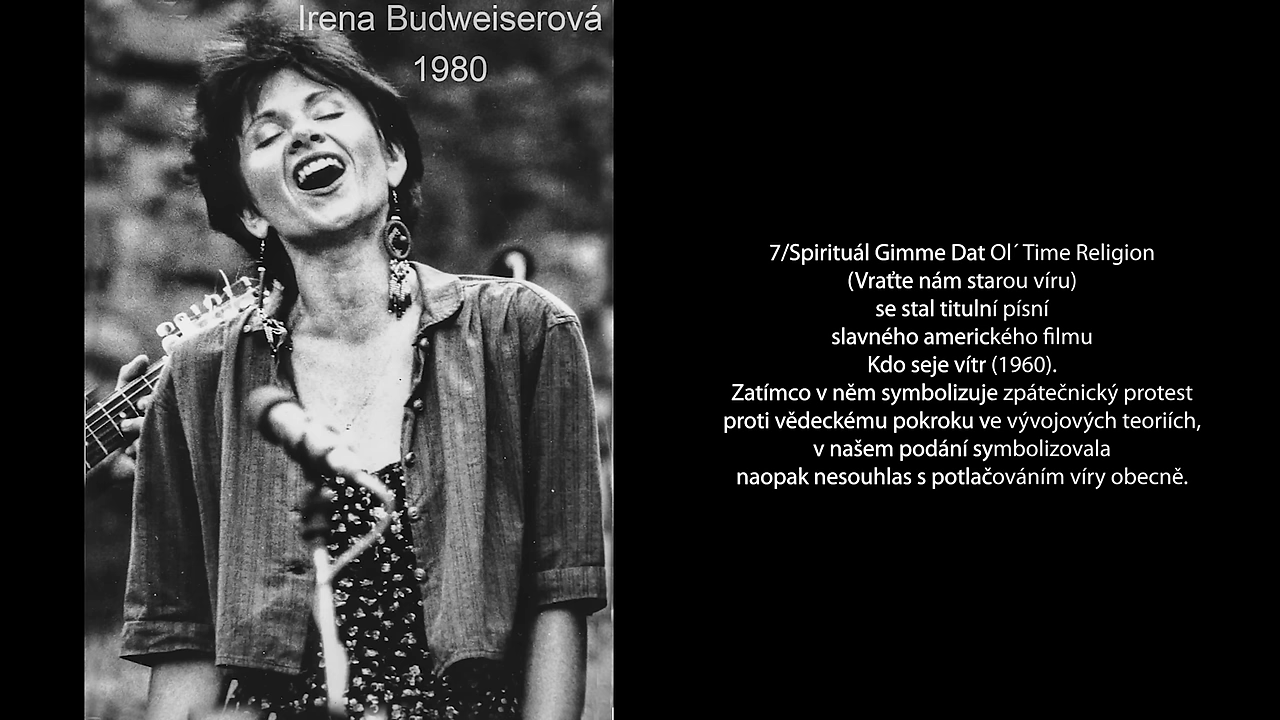 Irena Budweiserová
1980
7/Spirituál Gimme Dat Ol´ Time Religion
(Vraťte nám starou víru)
se stal titulní písní
slavného amerického filmu
Kdo seje vítr (1960).
Zatímco v něm symbolizuje zpátečnický protest
proti vědeckému pokroku ve vývojových teoriích,
v našem podání symbolizovala
naopak nesouhlas s potlačováním víry obecně.